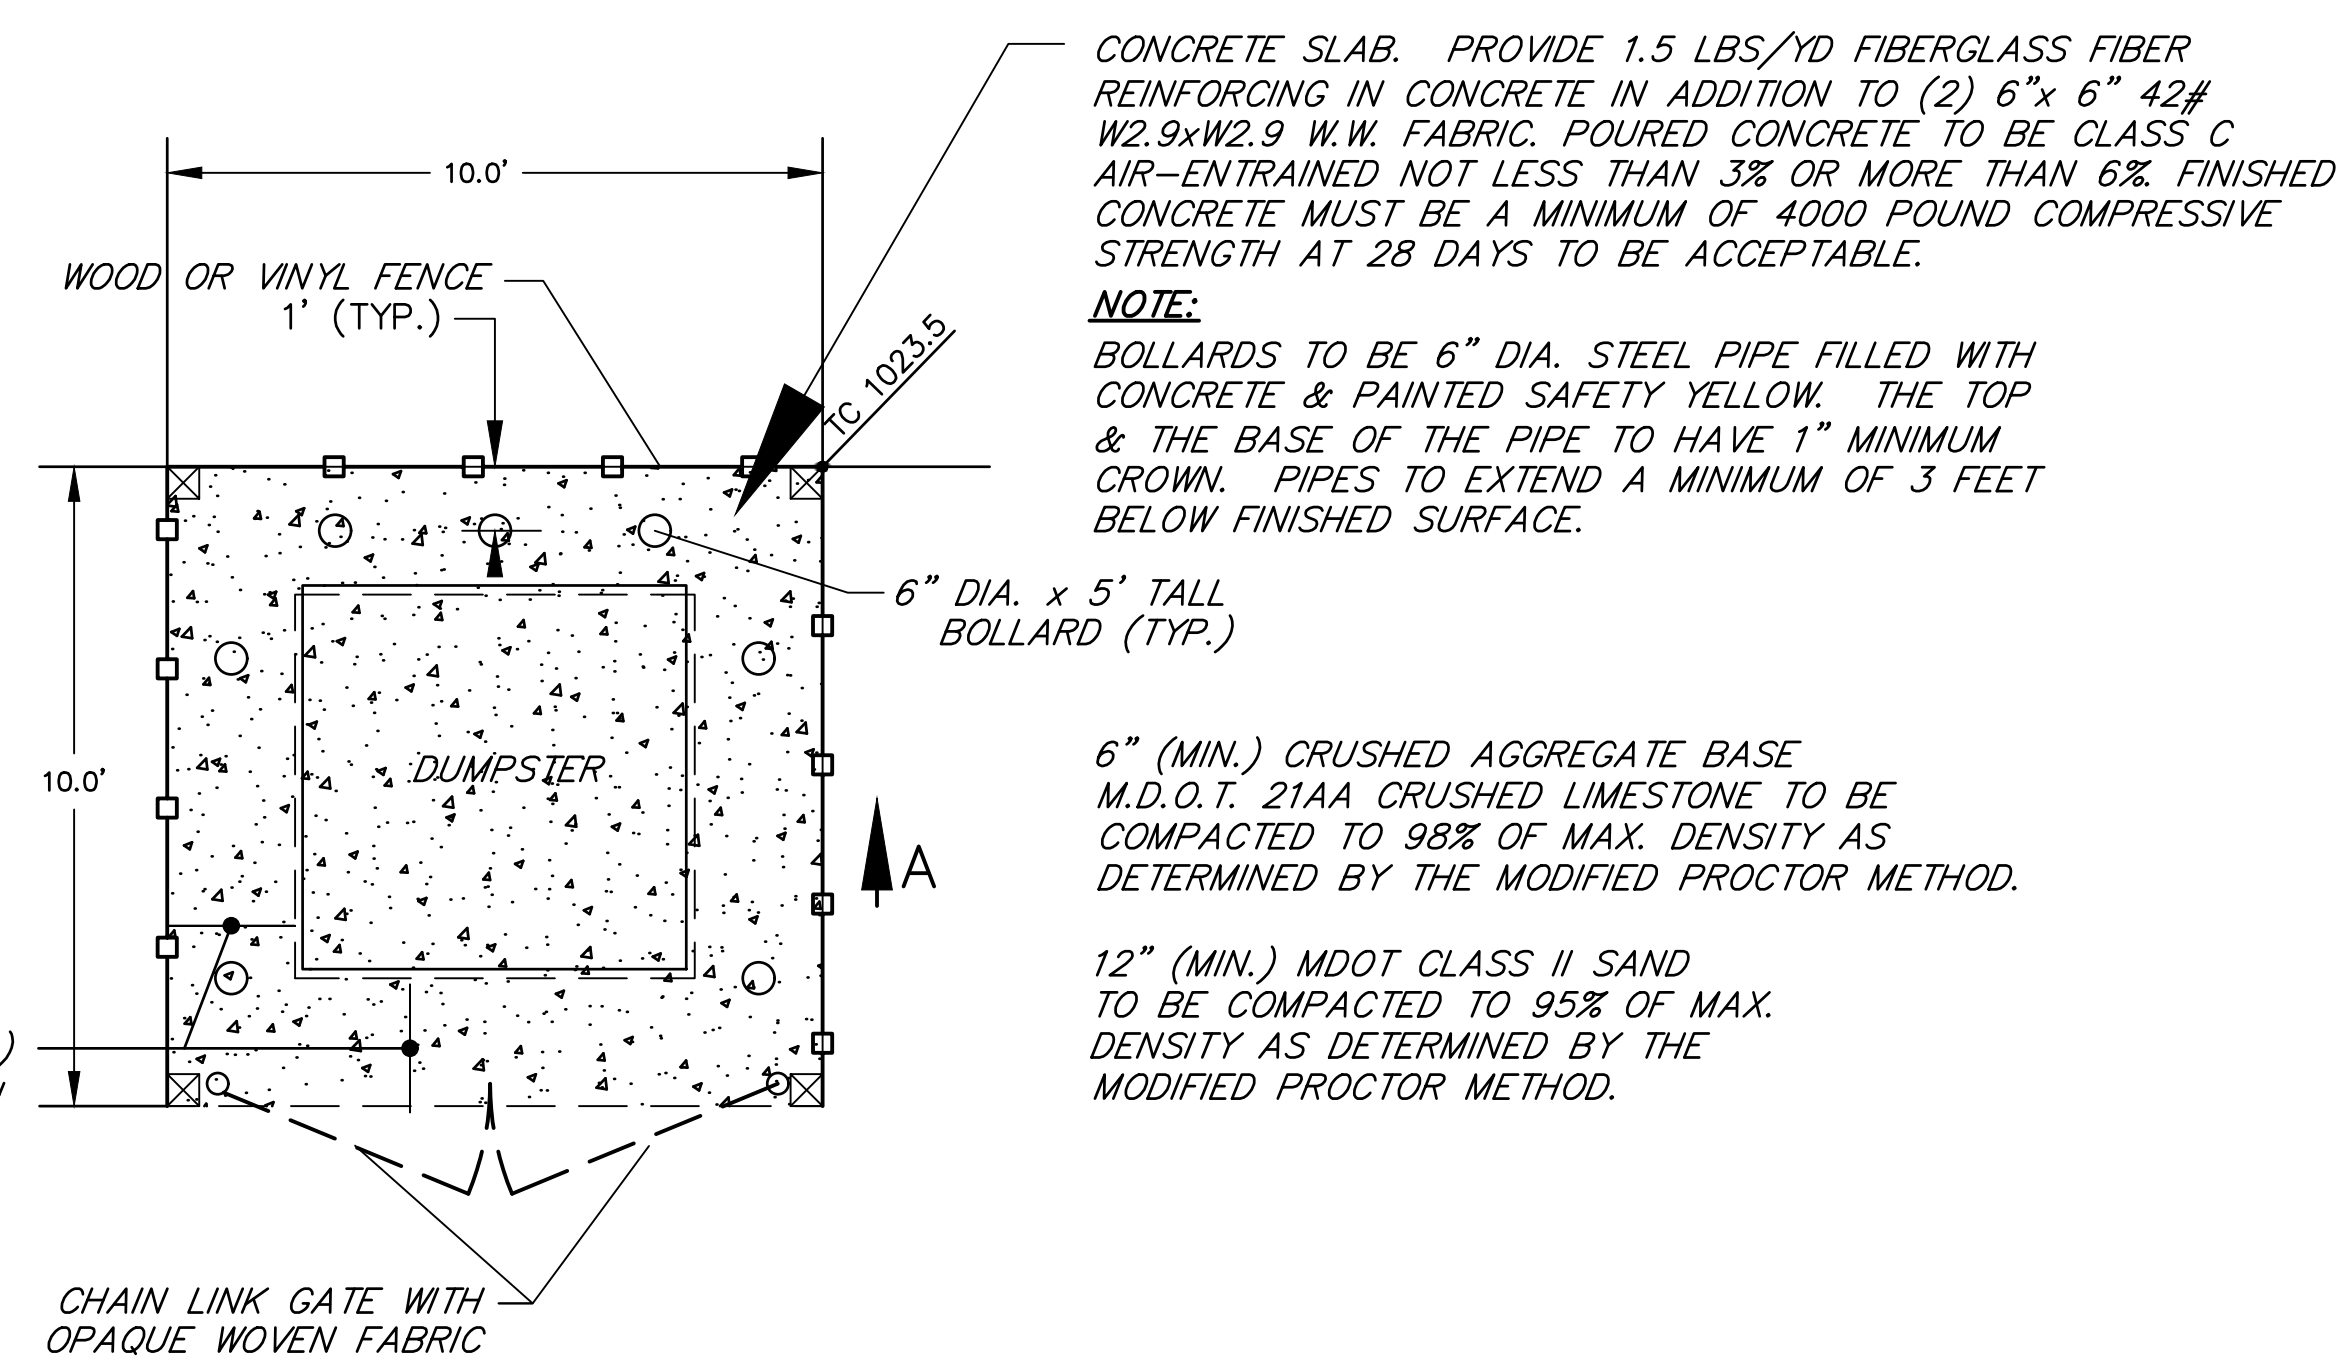 CONCRETE SLAB. PROVIDE 1.5 LBS/YD FIBERGLASS FIBER
REINFORCING IN CONCRETE IN ADDITION TO (2) 6"x 6" 42#
W2.9xW2.9 W.W. FABRIC. POURED CONCRETE TO BE CLASS C
AIR-ENTRAINED NOT LESS THAN 3% OR MORE THAN 6%. FINISHED
CONCRETE MUST BE A MINIMUM OF 4000 POUND COMPRESSIVE
STRENGTH AT 28 DAYS TO BE ACCEPTABLE.
NOTE:
BOLLARDS TO BE 6" DIA. STEEL PIPE FILLED WITH
CONCRETE & PAINTED SAFETY YELLOW. THE TOP
& THE BASE OF THE PIPE TO HAVE 1" MINIMUM
CROWN. PIPES TO EXTEND A MINIMUM OF 3 FEET
BELOW FINISHED SURFACE.
10.0'
WOOD OR VINYL FENCE
1' (TYP.)
TC 1023.5
6" DIA. x 5' TALL
BOLLARD (TYP.)
DUMPSTER
10.0'
A
6" (MIN.) CRUSHED AGGREGATE BASE
M.D.O.T. 21AA CRUSHED LIMESTONE TO BE
COMPACTED TO 98% OF MAX. DENSITY AS
DETERMINED BY THE MODIFIED PROCTOR METHOD.
12" (MIN.) MDOT CLASS II SAND
TO BE COMPACTED TO 95% OF MAX.
DENSITY AS DETERMINED BY THE
MODIFIED PROCTOR METHOD.
)
CHAIN LINK GATE WITH
OPAQUE WOVEN FABRIC